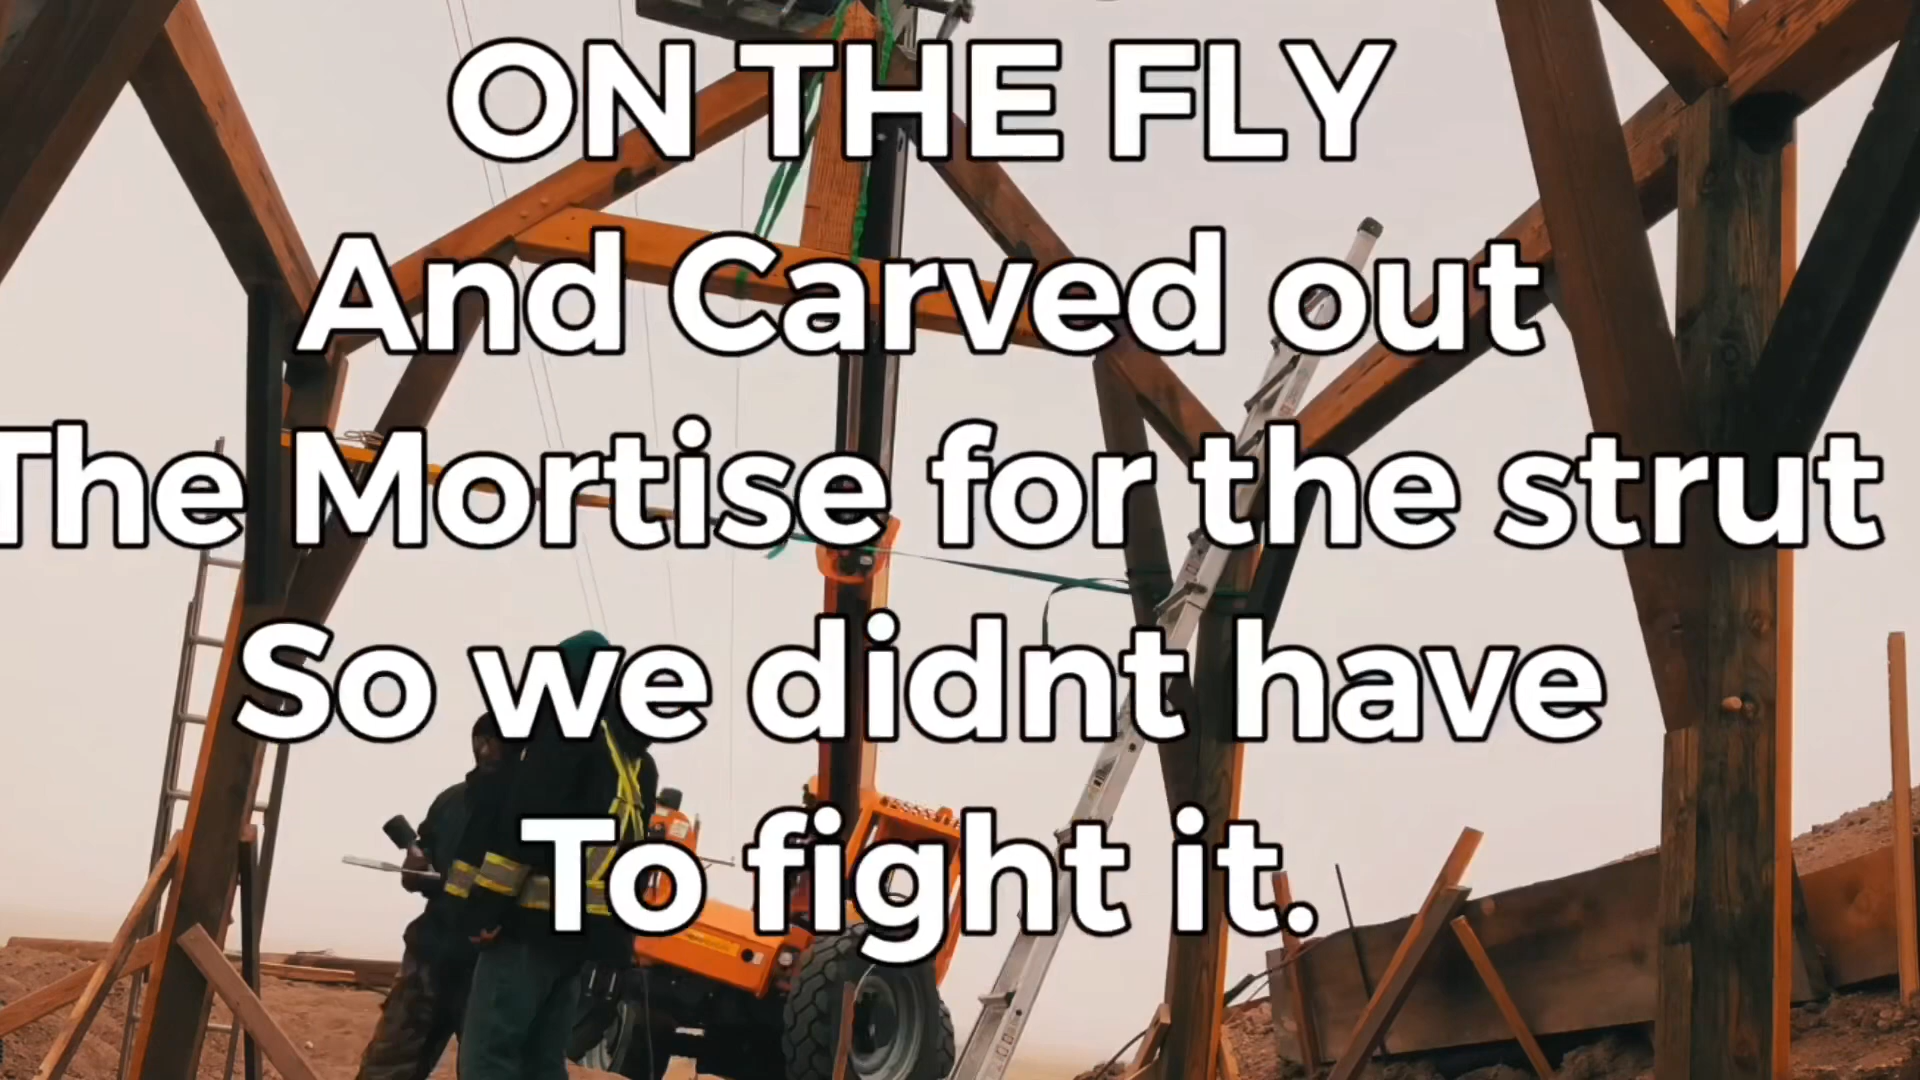 ON THE FLY
And Carved out
The Mortise for the strut
So we didnt have
To fight it.